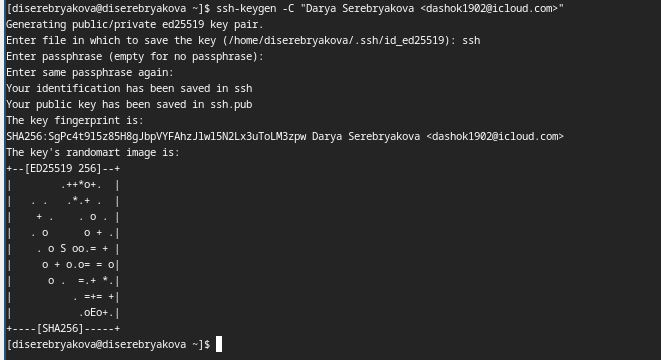 [diserebryakova@diserebryakova ~]$ ssh-keygen -C "Darya Serebryakova <dashok1902@icloud.com>"
Generating public/private ed25519 key pair.
Enter file in which to save the key (/home/diserebryakova/.ssh/id_ed25519): ssh
Enter passphrase (empty for no passphrase):
Enter same passphrase again:
Your identification has been saved in ssh
Your public key has been saved in ssh.pub
The key fingerprint is:
SHA256:SgPc4t9l5z85H8gJbpVYFAhzJlwl5N2Lx3uToLM3zpw Darya Serebryakova <dashok1902@icloud.com>
The key's randomart image is:
+--[ED25519 256]--+
|        .++*o+.  |
|   . .   .*.+ .  |
|    + .    . o . |
|   . o      o + .|
|    . o S oo.= + |
|     o + o.o= = o|
|      o .  =.+ *.|
|          . =+= +|
|           .oEo+.|
+----[SHA256]-----+
[diserebryakova@diserebryakova ~]$